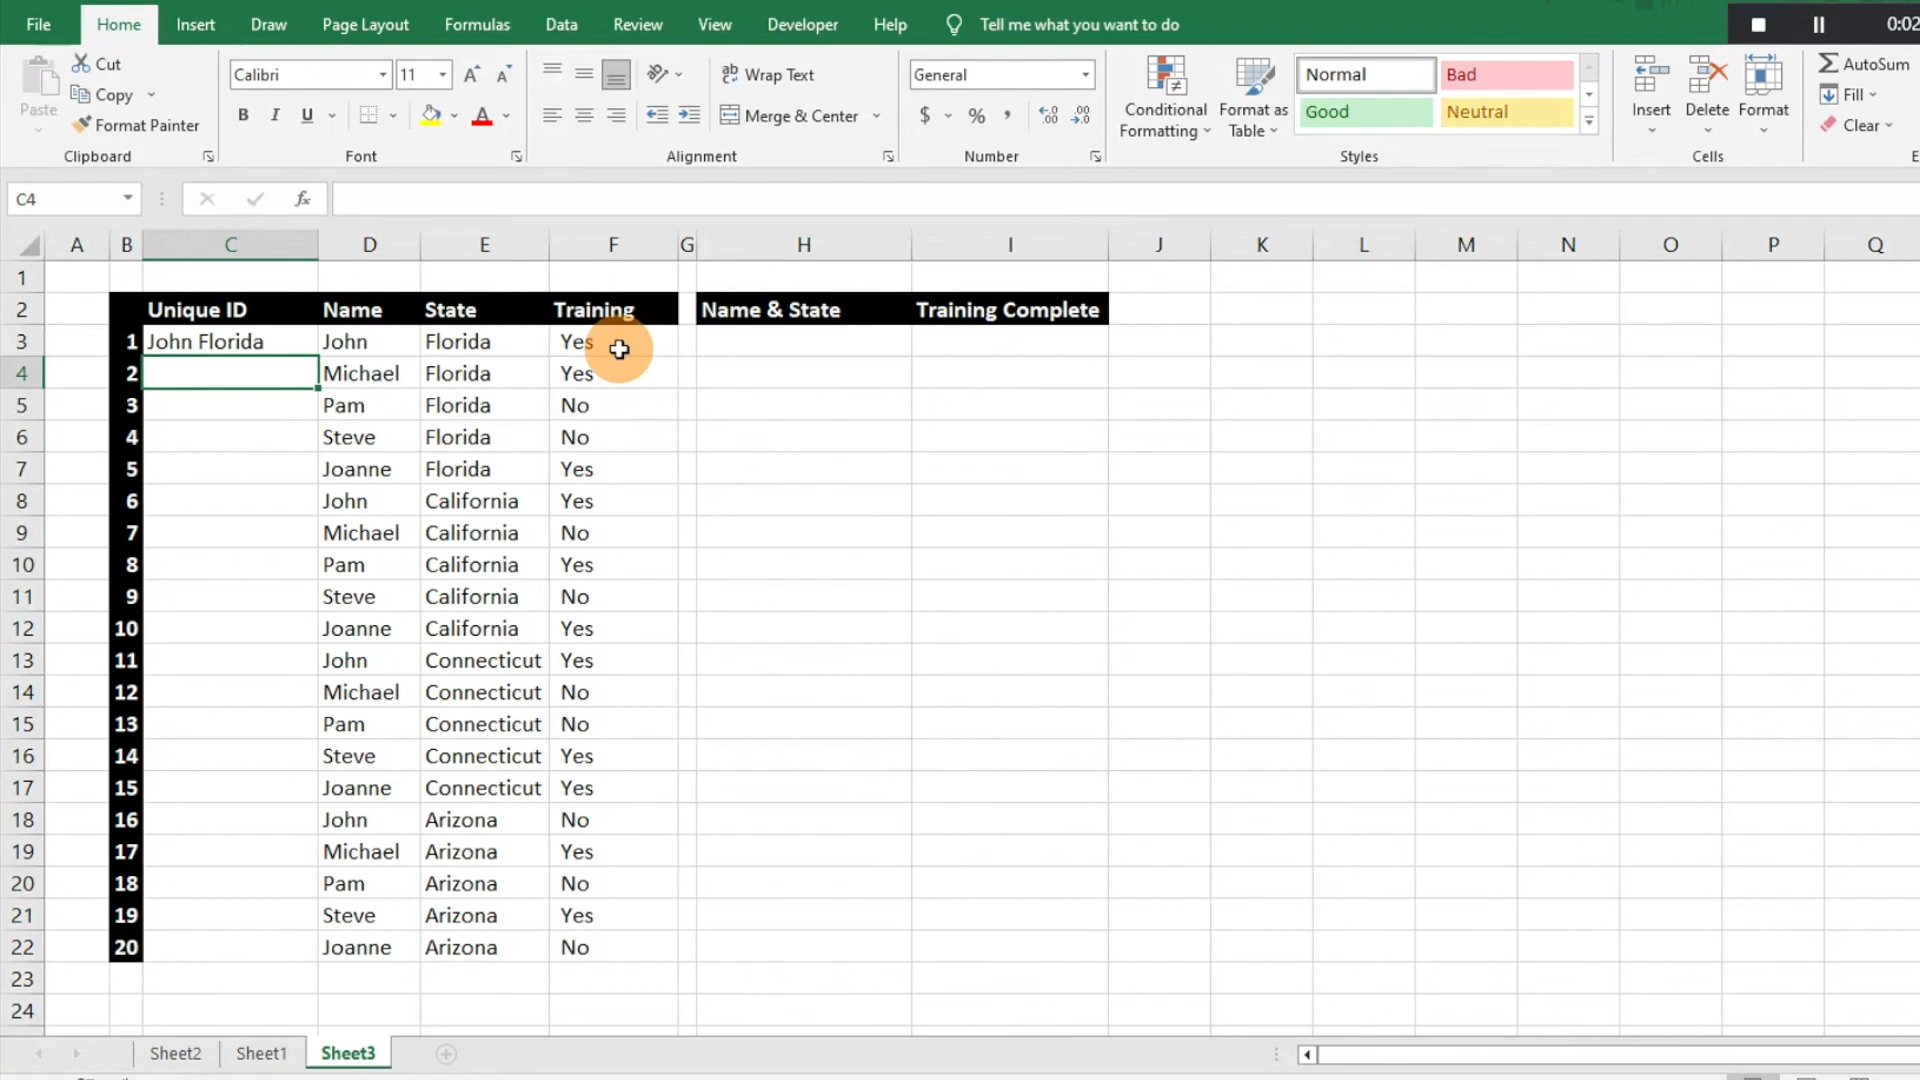 File Home Insert Draw Page Layout Formulas Data Review View Developer Help Tell me what you want to do 0:02
Paste Cut Calibri 11 Wrap Text General Conditional Formatting Format as Table Normal Bad Insert Delete Format AutoSum
Copy Fill
Format Painter B I U Merge & Center $ % , Good Neutral Clear
Clipboard Font Alignment Number Styles Cells E
C4 fx
A B C D E F G H I J K L M N O P Q
1
2 Unique ID Name State Training Name & State Training Complete
3 1 John Florida John Florida Yes
4 2 Michael Florida Yes
5 3 Pam Florida No
6 4 Steve Florida No
7 5 Joanne Florida Yes
8 6 John California Yes
9 7 Michael California No
10 8 Pam California Yes
11 9 Steve California No
12 10 Joanne California Yes
13 11 John Connecticut Yes
14 12 Michael Connecticut No
15 13 Pam Connecticut No
16 14 Steve Connecticut Yes
17 15 Joanne Connecticut Yes
18 16 John Arizona No
19 17 Michael Arizona Yes
20 18 Pam Arizona No
21 19 Steve Arizona Yes
22 20 Joanne Arizona No
23
24
Sheet2 Sheet1 Sheet3